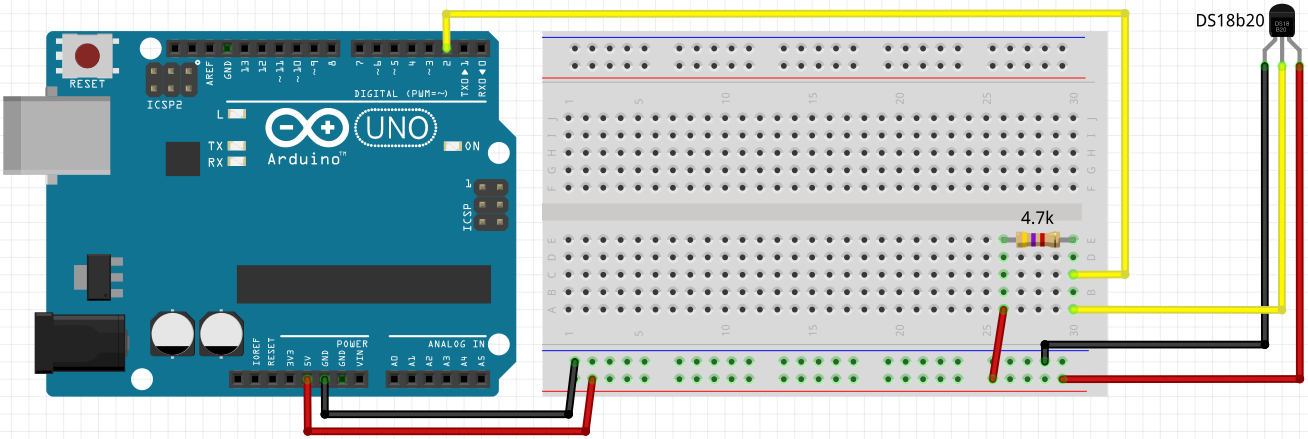 DS18b20
DS18
B20
RESET
ICSP2
AREF
GND
13
12
~11
~10
~9
8
7
~6
~5
4
~3
2
TX0▶1
RX0◀0
DIGITAL (PWM=~)
L
TX
RX
UNO
Arduino™
ON
1
ICSP
IOREF
RESET
3V3
5V
GND
GND
VIN
POWER
A0
A1
A2
A3
A4
A5
ANALOG IN
1
5
10
15
20
25
30
J
I
H
G
F
J
I
H
G
F
4.7k
E
D
C
B
A
E
D
C
B
A
1
5
10
15
20
25
30